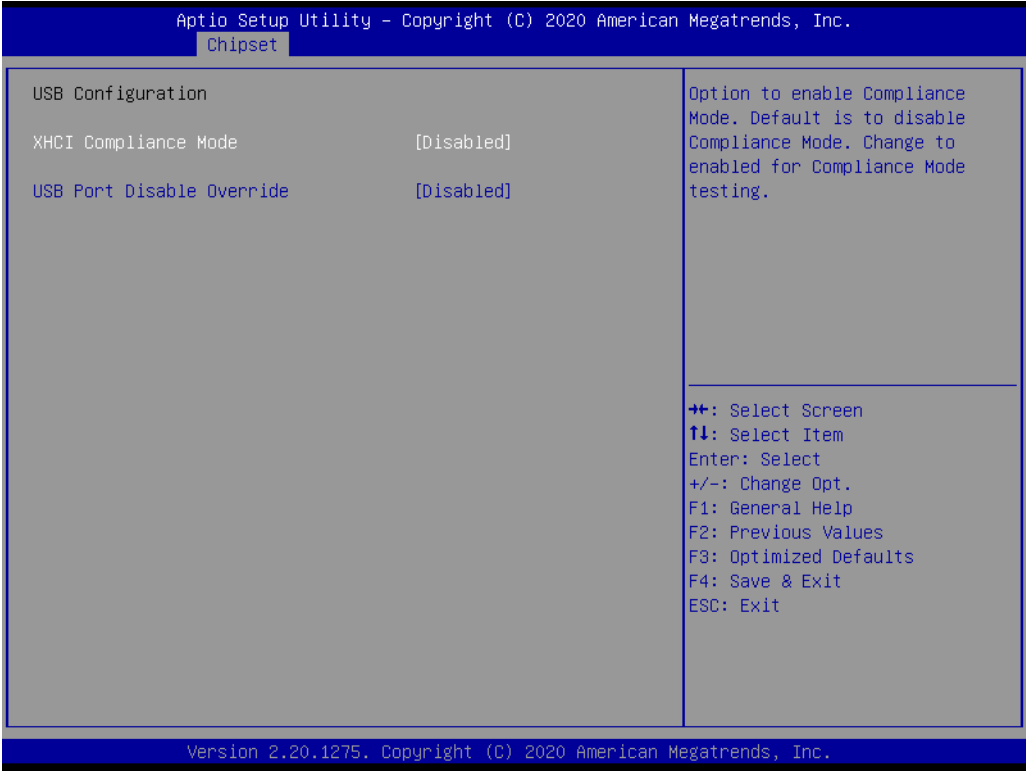 Aptio Setup Utility – Copyright (C) 2020 American Megatrends, Inc.
Chipset
USB Configuration
XHCI Compliance Mode [Disabled]
USB Port Disable Override [Disabled]
Option to enable Compliance
Mode. Default is to disable
Compliance Mode. Change to
enabled for Compliance Mode
testing.
→←: Select Screen
↑↓: Select Item
Enter: Select
+/-: Change Opt.
F1: General Help
F2: Previous Values
F3: Optimized Defaults
F4: Save & Exit
ESC: Exit
Version 2.20.1275. Copyright (C) 2020 American Megatrends, Inc.